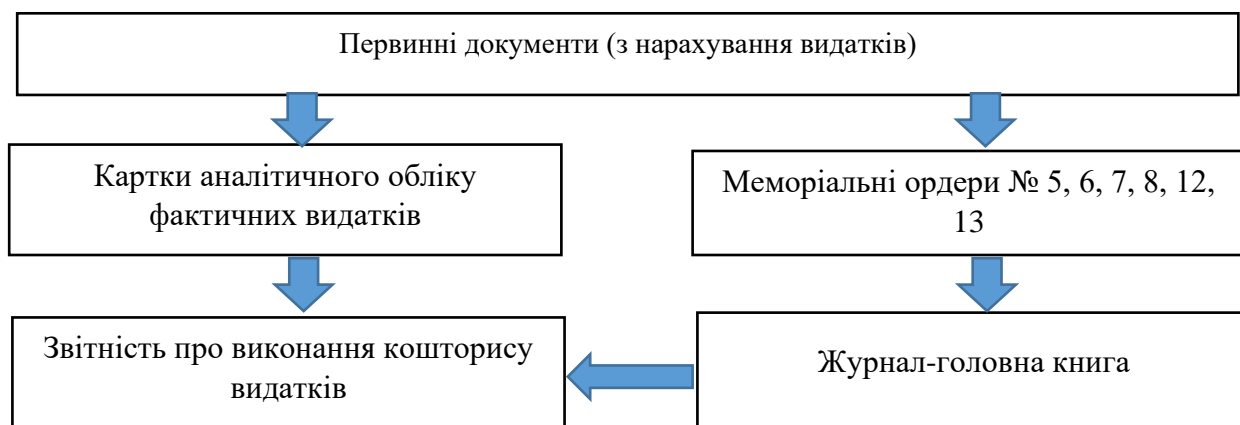 Первинні документи (з нарахування видатків)
Картки аналітичного обліку
фактичних видатків
Меморіальні ордери № 5, 6, 7, 8, 12,
13
Звітність про виконання кошторису
видатків
Журнал-головна книга